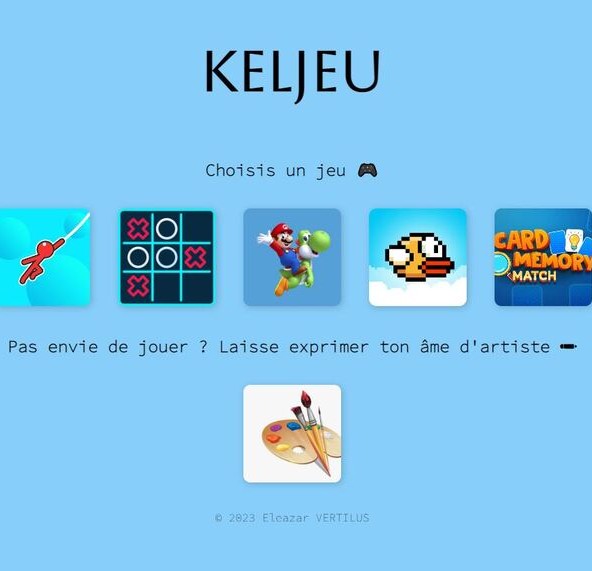 KELJEU
Choisis un jeu 🎮
CARD
MEMORY
MATCH
Pas envie de jouer ? Laisse exprimer ton âme d'artiste
© 2023 Eleazar VERTILUS